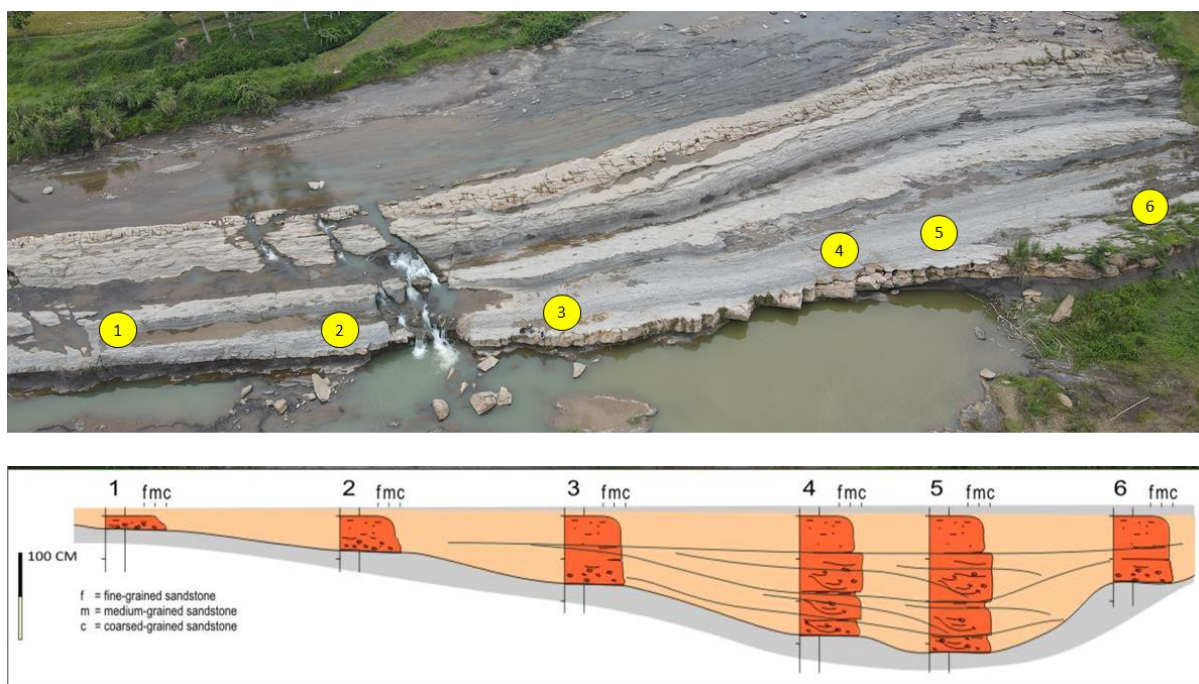 1
2
3
4
5
6
1 fmc 2 fmc 3 fmc 4 fmc 5 fmc 6 fmc
100 CM
f = fine-grained sandstone
m = medium-grained sandstone
c = coarsed-grained sandstone